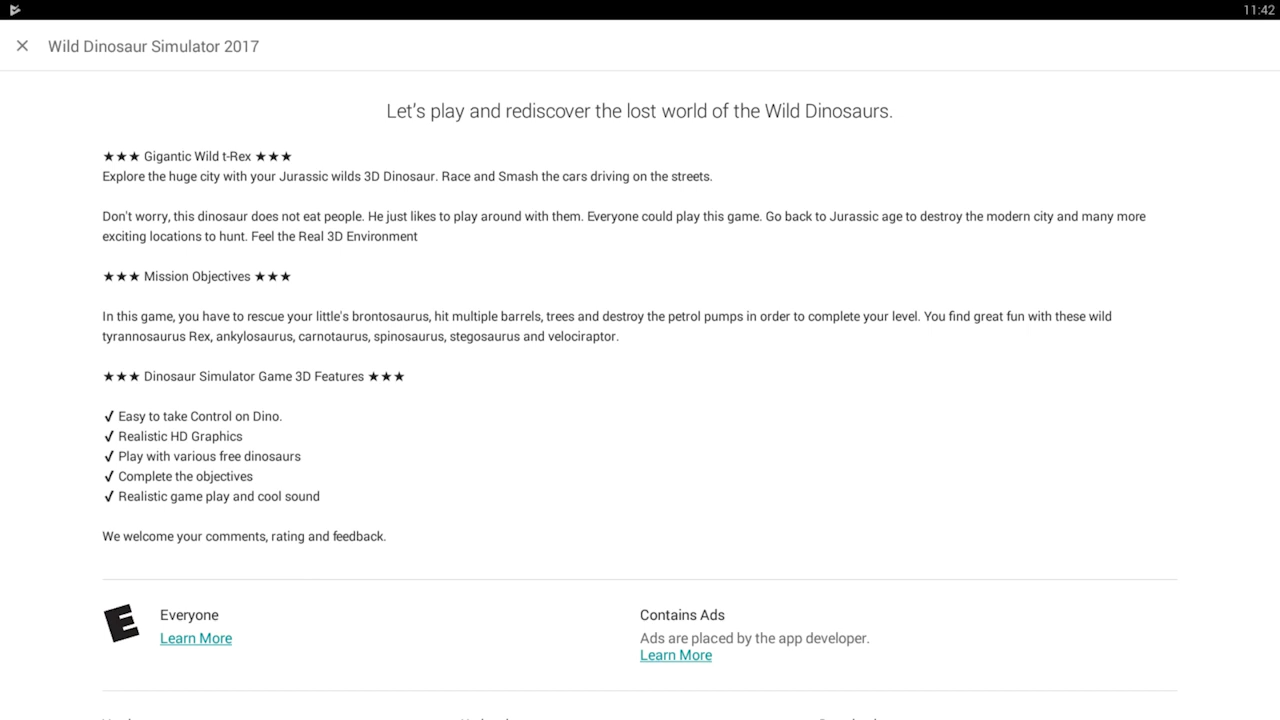 11:42
Wild Dinosaur Simulator 2017
Let's play and rediscover the lost world of the Wild Dinosaurs.
★★★ Gigantic Wild t-Rex ★★★
Explore the huge city with your Jurassic wilds 3D Dinosaur. Race and Smash the cars driving on the streets.
Don't worry, this dinosaur does not eat people. He just likes to play around with them. Everyone could play this game. Go back to Jurassic age to destroy the modern city and many more
exciting locations to hunt. Feel the Real 3D Environment
★★★ Mission Objectives ★★★
In this game, you have to rescue your little's brontosaurus, hit multiple barrels, trees and destroy the petrol pumps in order to complete your level. You find great fun with these wild
tyrannosaurus Rex, ankylosaurus, carnotaurus, spinosaurus, stegosaurus and velociraptor.
★★★ Dinosaur Simulator Game 3D Features ★★★
✓ Easy to take Control on Dino.
✓ Realistic HD Graphics
✓ Play with various free dinosaurs
✓ Complete the objectives
✓ Realistic game play and cool sound
We welcome your comments, rating and feedback.
E
Everyone
Learn More
Contains Ads
Ads are placed by the app developer.
Learn More